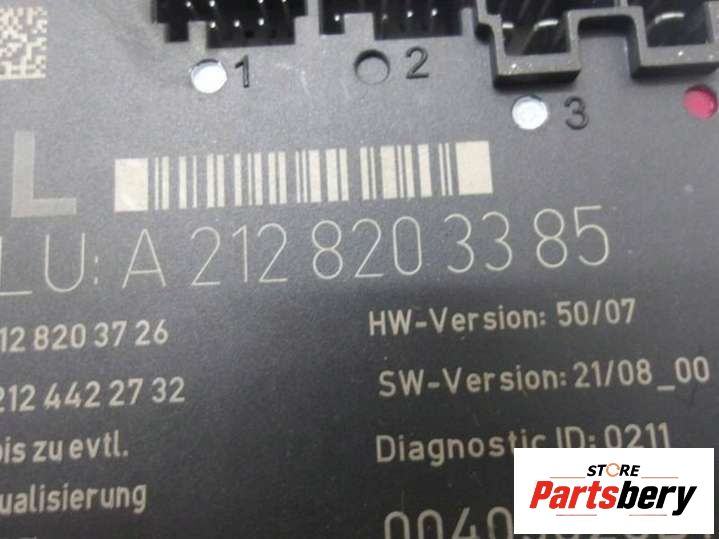 1
2
3
L
LU: A 212 820 33 85
12 820 37 26
HW-Version: 50/07
212 442 27 32
SW-Version: 21/08_00
bis zu evtl.
Diagnostic ID: 0211
ualisierung
STORE
Partsbery